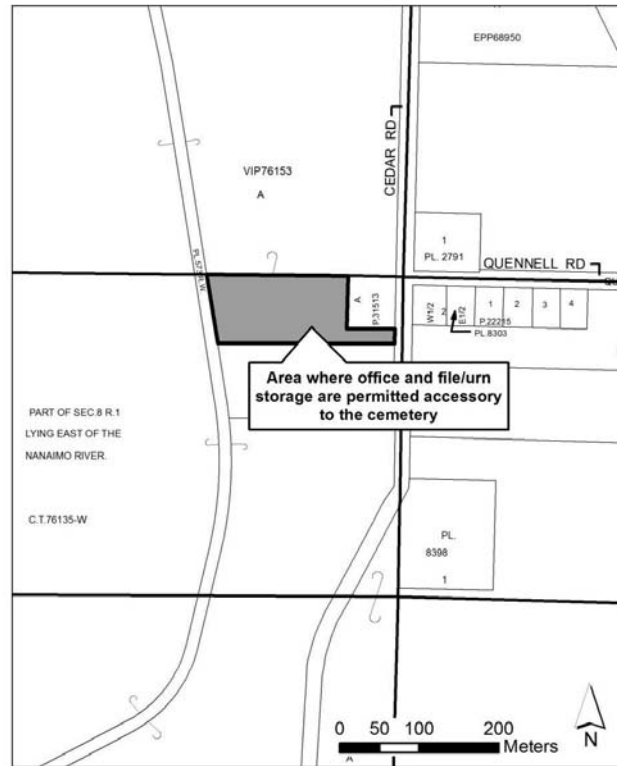 EPP68950
CEDAR RD
VIP76153
A
1
PL. 2791
QUENNELL RD
A
P.31513
W1/2
2
E1/2
1
2
3
4
P.22215
PL.8303
Area where office and file/urn
storage are permitted accessory
to the cemetery
PART OF SEC.8 R.1
LYING EAST OF THE
NANAIMO RIVER.
C.T.76135-W
PL.
8398
1
0 50 100 200
Meters
N
A